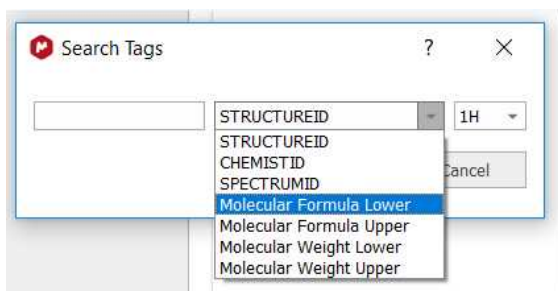 Search Tags ? X
STRUCTUREID 1H
STRUCTUREID
CHEMISTID
SPECTRUMID
Cancel
Molecular Formula Lower
Molecular Formula Upper
Molecular Weight Lower
Molecular Weight Upper